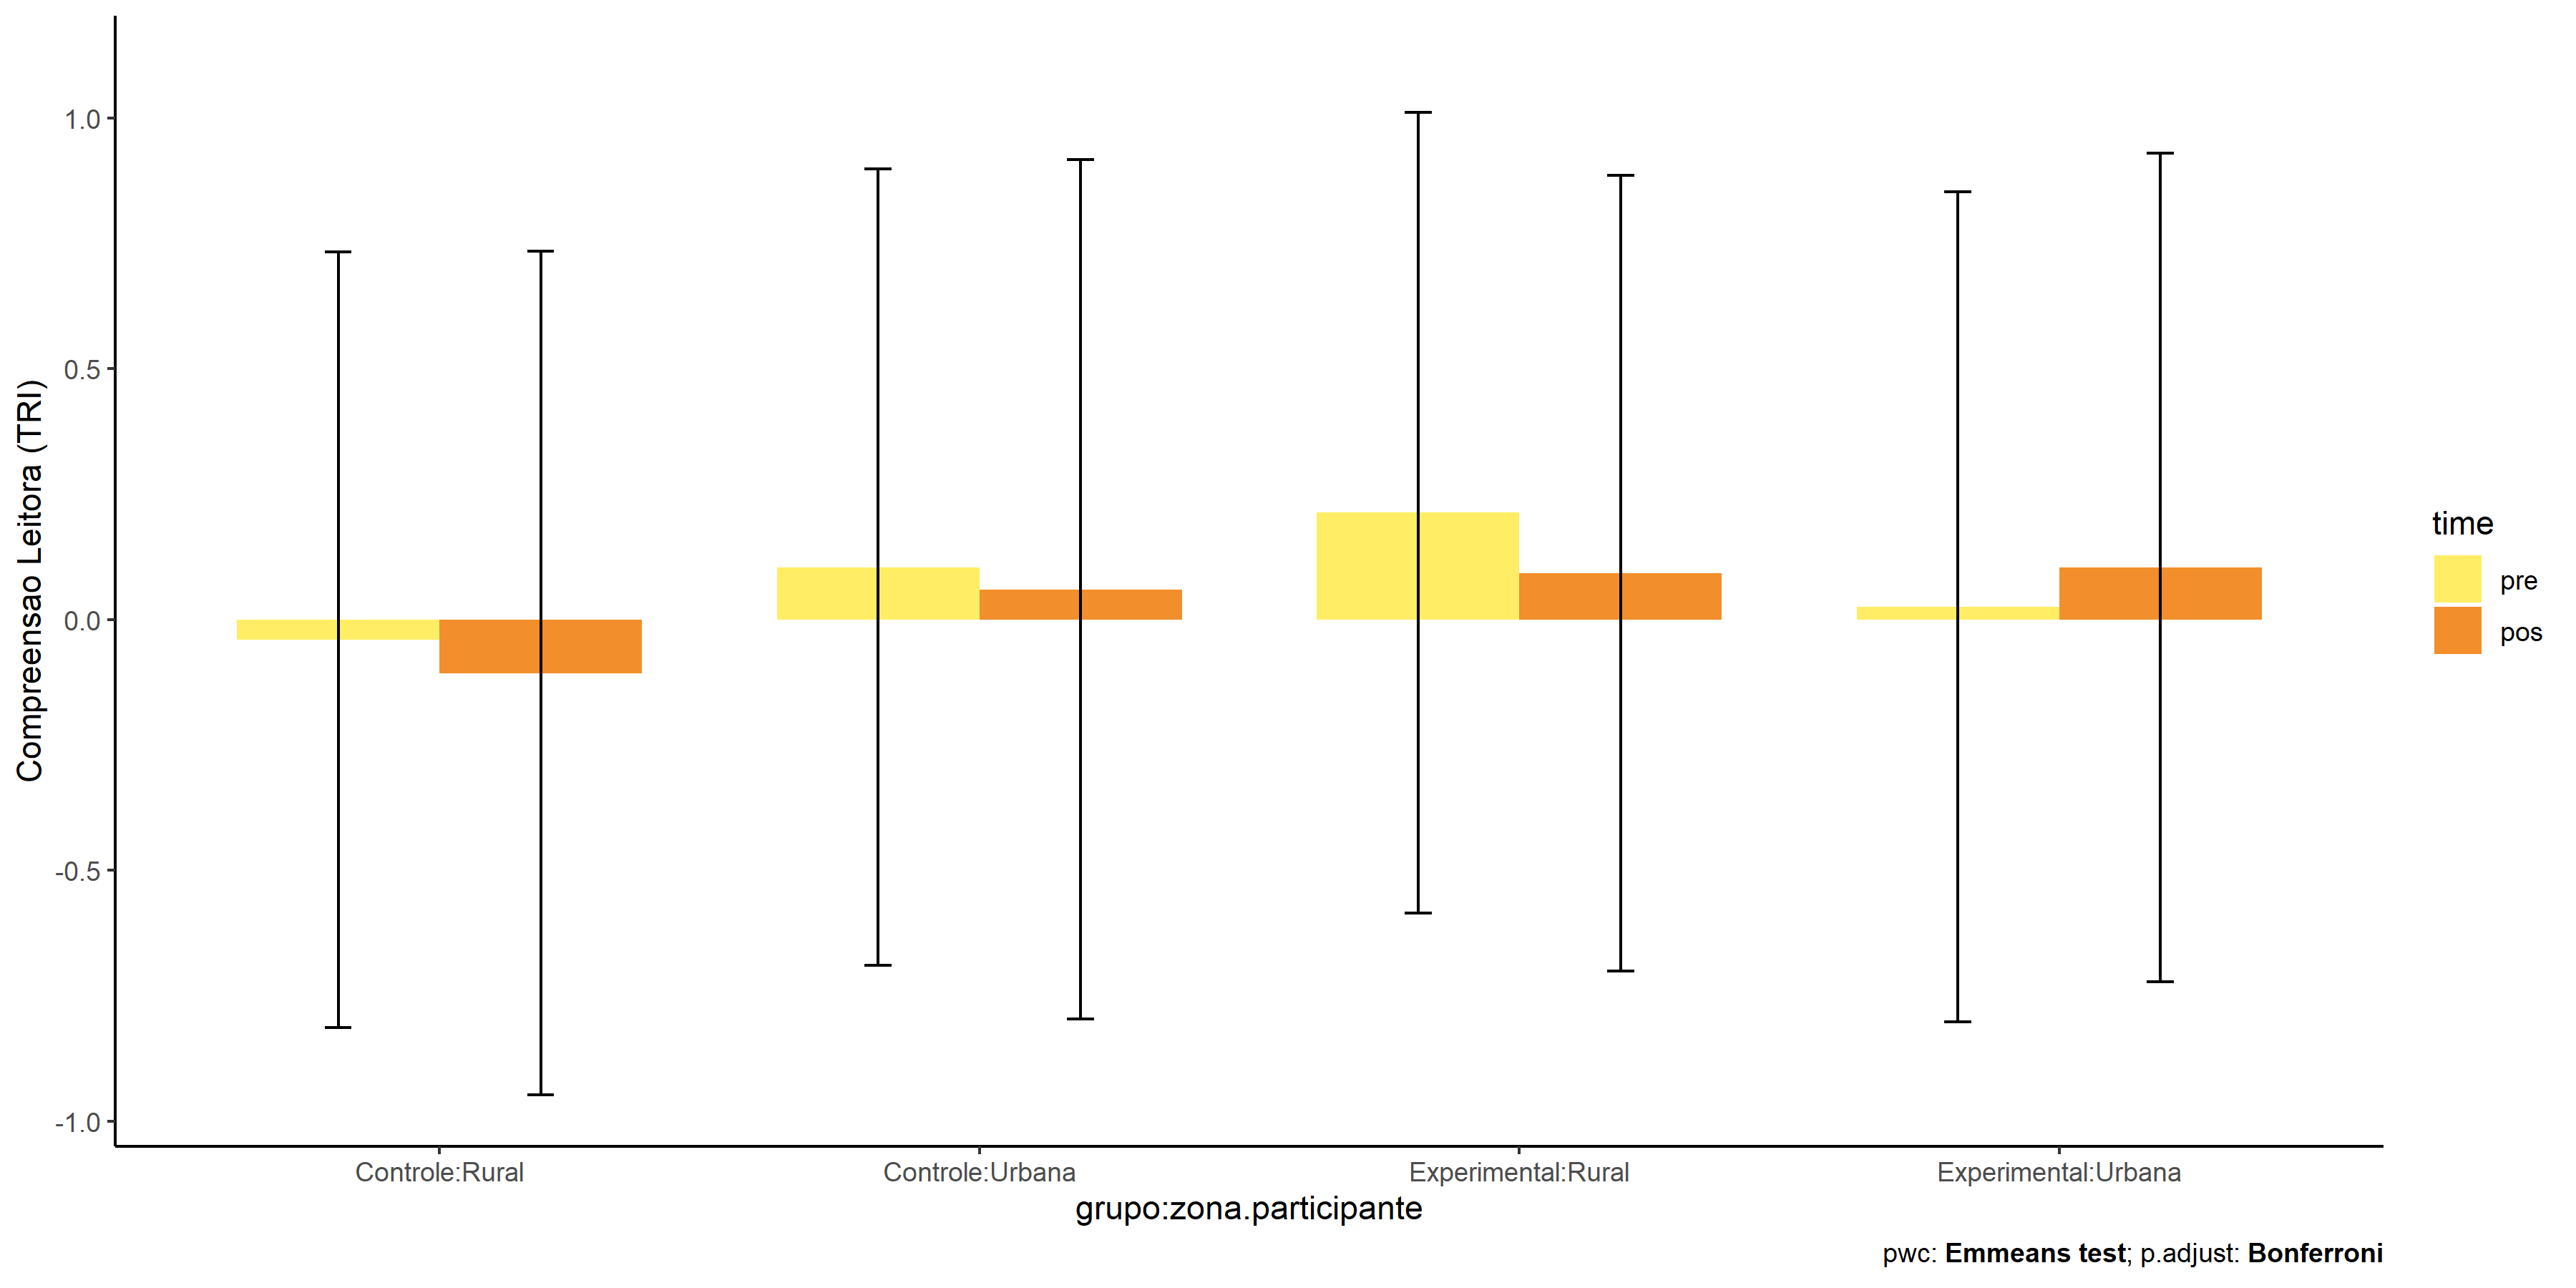 Compreensao Leitora (TRI)
1.0
0.5
0.0
-0.5
-1.0
Controle:Rural
Controle:Urbana
Experimental:Rural
Experimental:Urbana
grupo:zona.participante
time
pre
pos
pwc: Emmeans test; p.adjust: Bonferroni